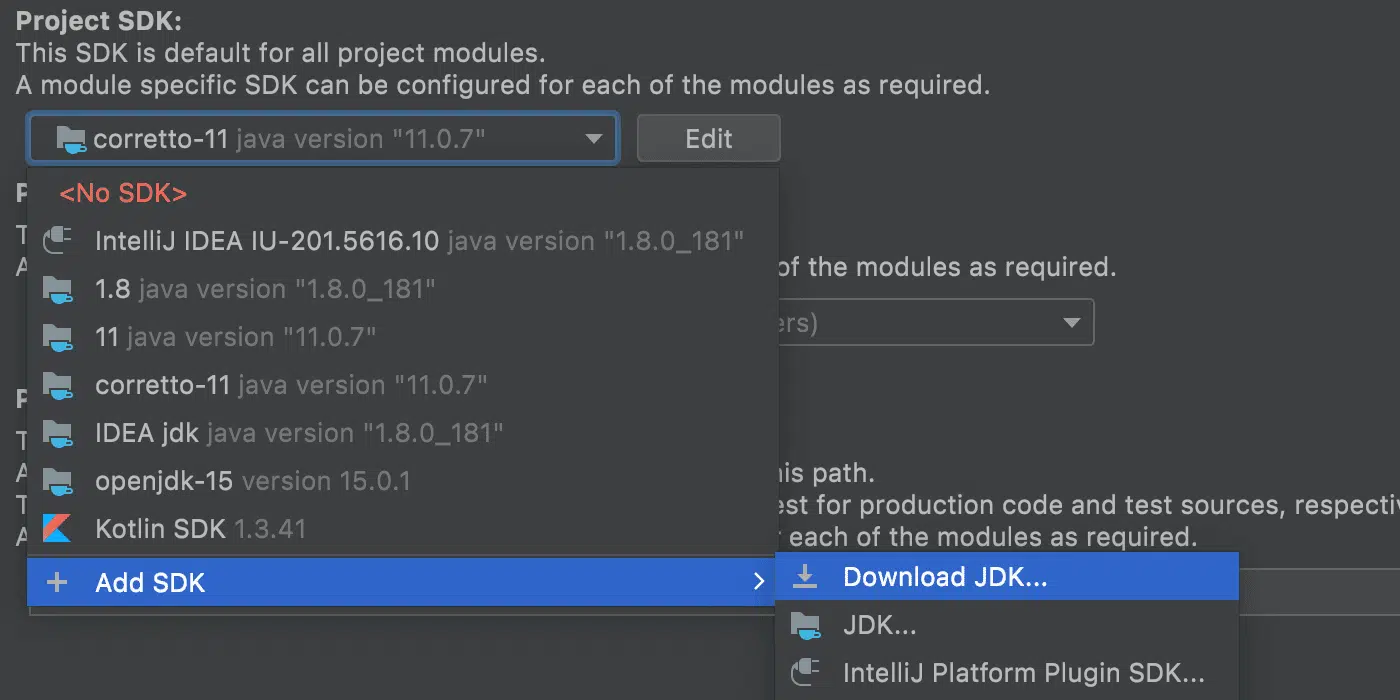 Project SDK:
This SDK is default for all project modules.
A module specific SDK can be configured for each of the modules as required.
corretto-11 java version "11.0.7"
Edit
<No SDK>
IntelliJ IDEA IU-201.5616.10 java version "1.8.0_181"
1.8 java version "1.8.0_181"
of the modules as required.
11 java version "11.0.7"
corretto-11 java version "11.0.7"
IDEA jdk java version "1.8.0_181"
openjdk-15 version 15.0.1
path.
Kotlin SDK 1.3.41
for production code and test sources,
each of the modules as required.
Add SDK
Download JDK...
JDK...
IntelliJ Platform Plugin SDK...